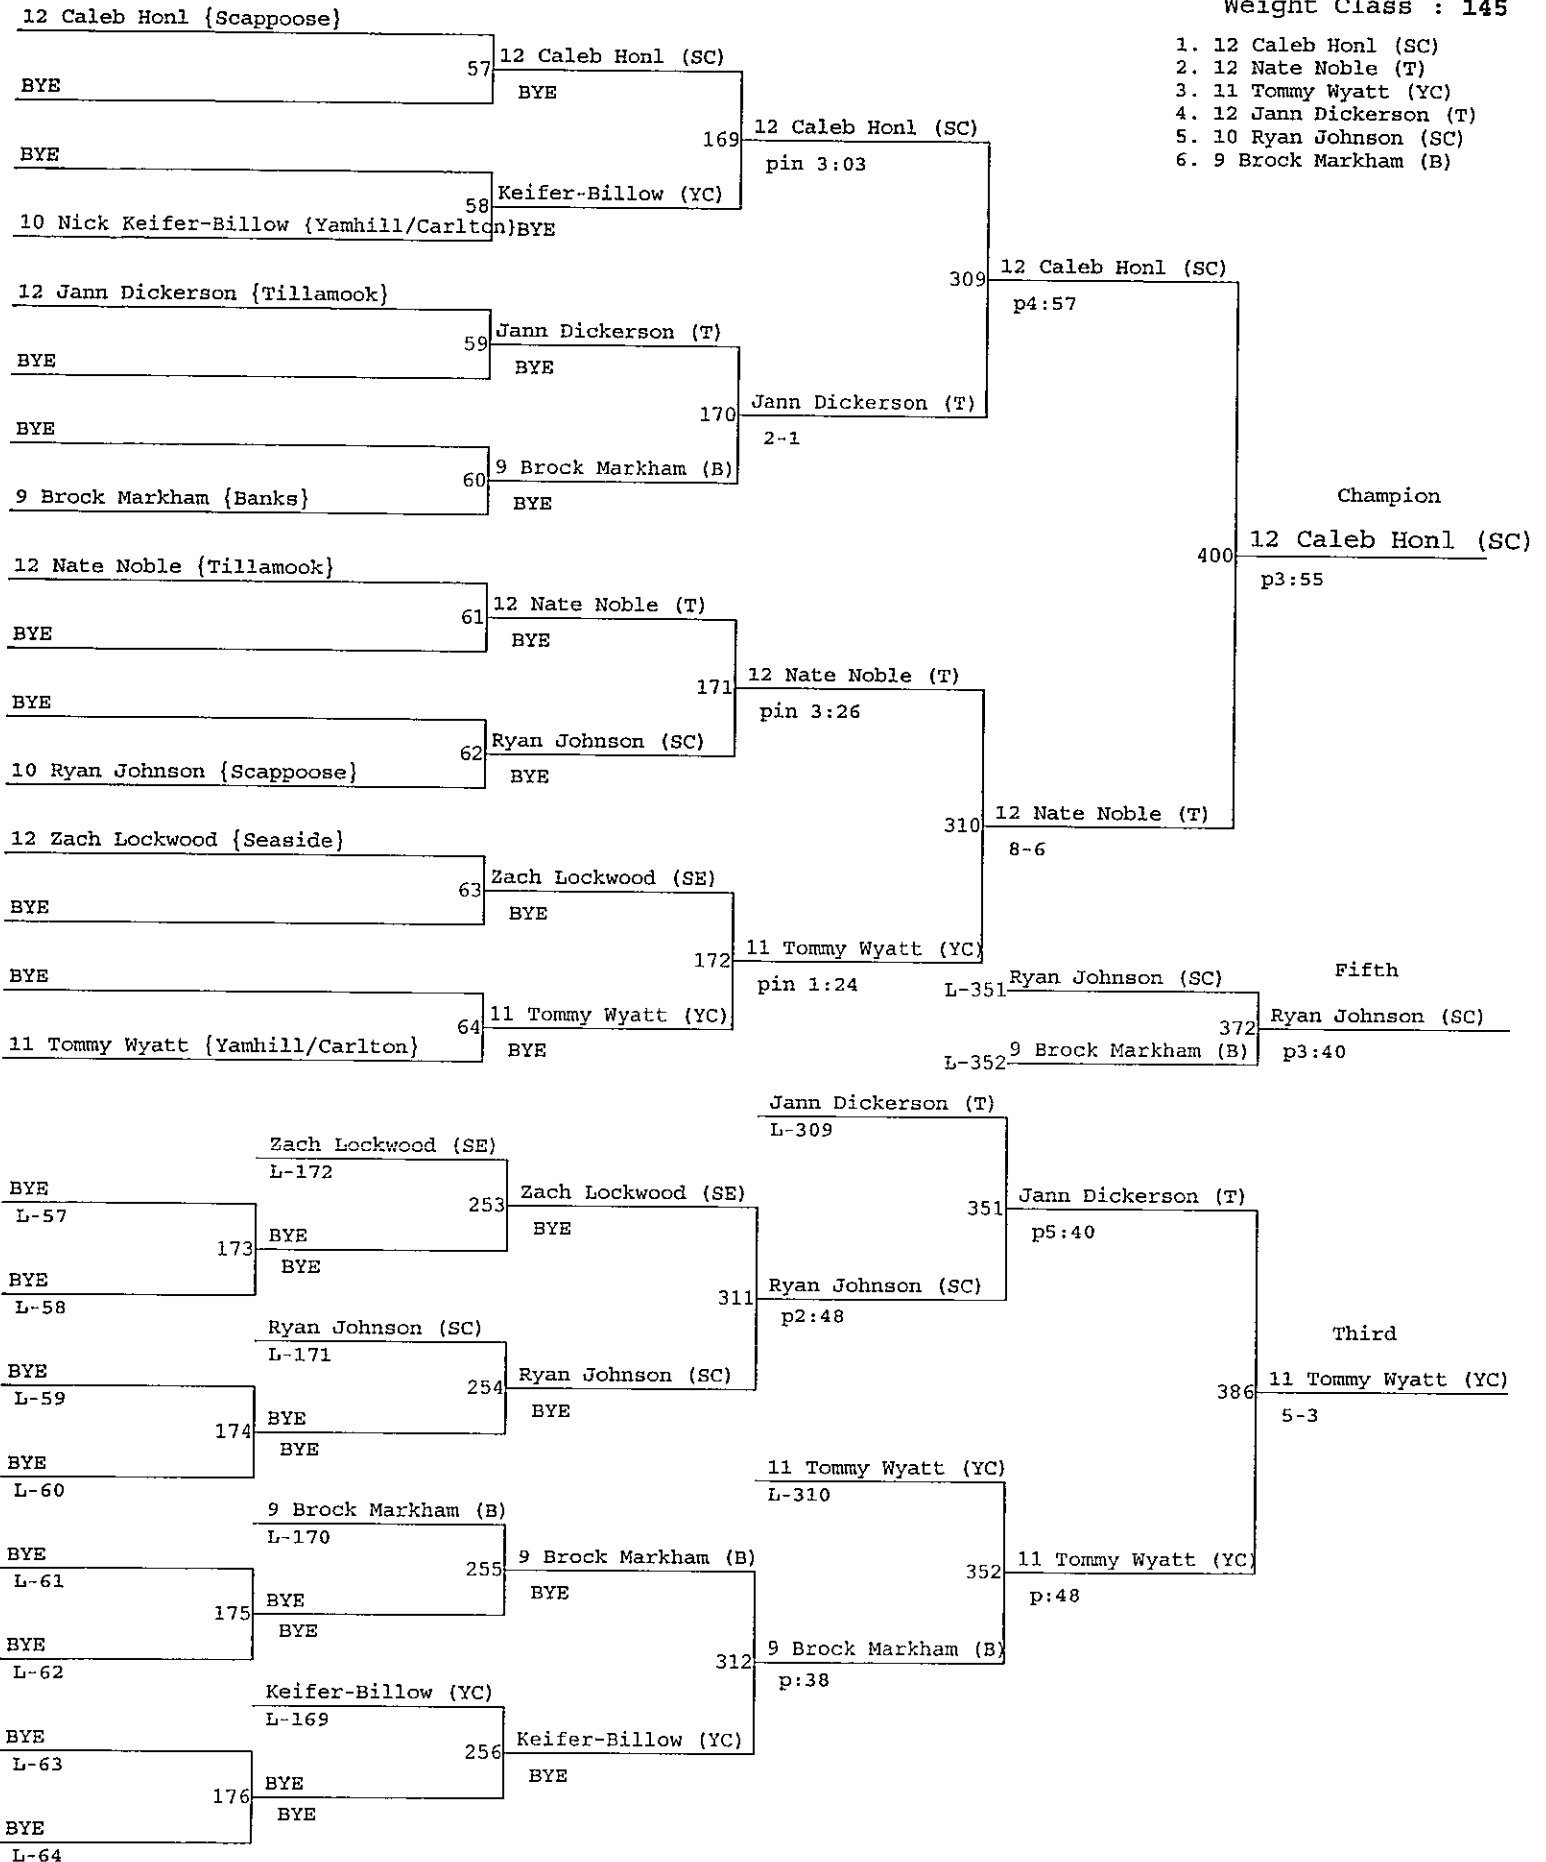 Weight Class : 145
1. 12 Caleb Honl (SC)
2. 12 Nate Noble (T)
3. 11 Tommy Wyatt (YC)
4. 12 Jann Dickerson (T)
5. 10 Ryan Johnson (SC)
6. 9 Brock Markham (B)
12 Caleb Honl {Scappoose}
57
12 Caleb Honl (SC)
BYE
BYE
169
12 Caleb Honl (SC)
pin 3:03
BYE
58
Keifer-Billow (YC)
10 Nick Keifer-Billow {Yamhill/Carlton}
BYE
309
12 Caleb Honl (SC)
p4:57
12 Jann Dickerson {Tillamook}
59
Jann Dickerson (T)
BYE
BYE
170
Jann Dickerson (T)
2-1
BYE
60
9 Brock Markham (B)
9 Brock Markham {Banks}
BYE
Champion
400
12 Caleb Honl (SC)
p3:55
12 Nate Noble {Tillamook}
61
12 Nate Noble (T)
BYE
BYE
171
12 Nate Noble (T)
pin 3:26
BYE
62
Ryan Johnson (SC)
10 Ryan Johnson {Scappoose}
BYE
310
12 Nate Noble (T)
8-6
12 Zach Lockwood {Seaside}
63
Zach Lockwood (SE)
BYE
BYE
172
11 Tommy Wyatt (YC)
pin 1:24
BYE
64
11 Tommy Wyatt (YC)
11 Tommy Wyatt {Yamhill/Carlton}
BYE
Fifth
L-351
Ryan Johnson (SC)
372
Ryan Johnson (SC)
p3:40
L-352
9 Brock Markham (B)
Jann Dickerson (T)
L-309
Zach Lockwood (SE)
L-172
253
Zach Lockwood (SE)
BYE
BYE
L-57
173
BYE
BYE
BYE
L-58
351
Jann Dickerson (T)
p5:40
311
Ryan Johnson (SC)
p2:48
Ryan Johnson (SC)
L-171
254
Ryan Johnson (SC)
BYE
BYE
L-59
174
BYE
BYE
BYE
L-60
Third
386
11 Tommy Wyatt (YC)
5-3
11 Tommy Wyatt (YC)
L-310
9 Brock Markham (B)
L-170
255
9 Brock Markham (B)
BYE
BYE
L-61
175
BYE
BYE
BYE
L-62
352
11 Tommy Wyatt (YC)
p:48
312
9 Brock Markham (B)
p:38
Keifer-Billow (YC)
L-169
256
Keifer-Billow (YC)
BYE
BYE
L-63
176
BYE
BYE
BYE
L-64